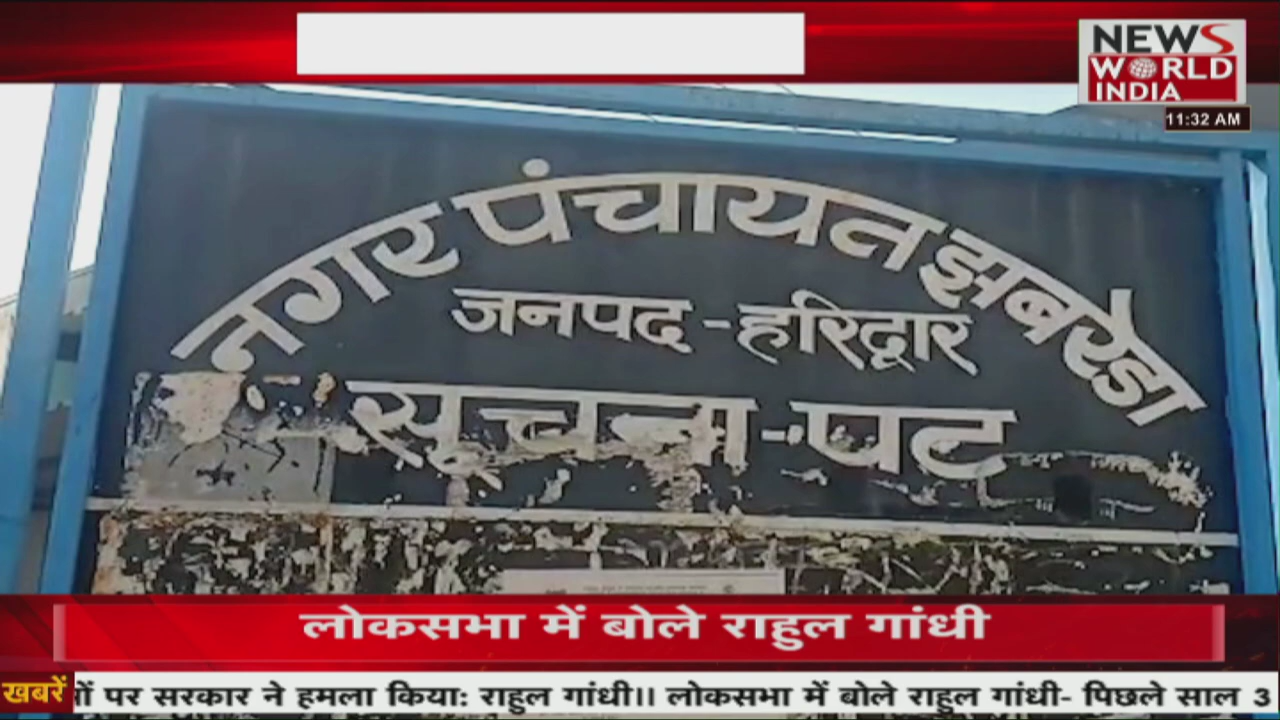 NEWS
WORLD
INDIA
11:32 AM
नगर पंचायत झबरेडा
जनपद - हरिद्वार
सूचना - पट
लोकसभा में बोले राहुल गांधी
खबरें पर सरकार ने हमला किया: राहुल गांधी।। लोकसभा में बोले राहुल गांधी- पिछले साल 3